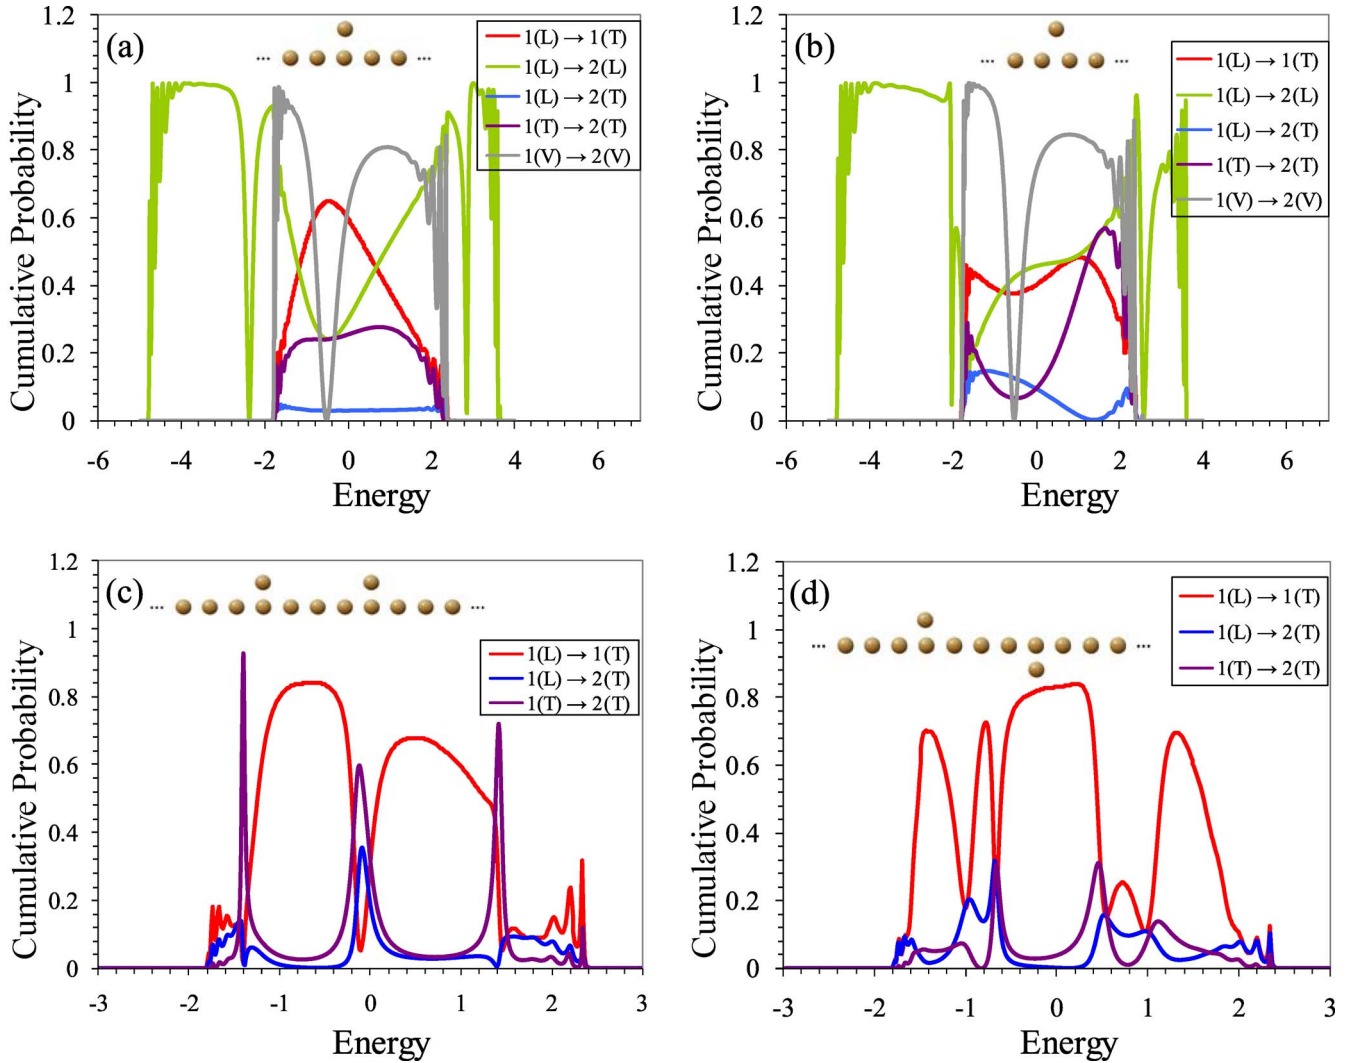 (a)
Cumulative Probability
1.2
1
0.8
0.6
0.4
0.2
0
-6
-4
-2
0
2
4
6
Energy
... ...
1(L) → 1(T)
1(L) → 2(L)
1(L) → 2(T)
1(T) → 2(T)
1(V) → 2(V)
(b)
Cumulative Probability
1.2
1
0.8
0.6
0.4
0.2
0
-6
-4
-2
0
2
4
6
Energy
... ...
1(L) → 1(T)
1(L) → 2(L)
1(L) → 2(T)
1(T) → 2(T)
1(V) → 2(V)
(c)
Cumulative Probability
1.2
1
0.8
0.6
0.4
0.2
0
-3
-2
-1
0
1
2
3
Energy
... ...
1(L) → 1(T)
1(L) → 2(T)
1(T) → 2(T)
(d)
Cumulative Probability
1.2
1
0.8
0.6
0.4
0.2
0
-3
-2
-1
0
1
2
3
Energy
... ...
1(L) → 1(T)
1(L) → 2(T)
1(T) → 2(T)